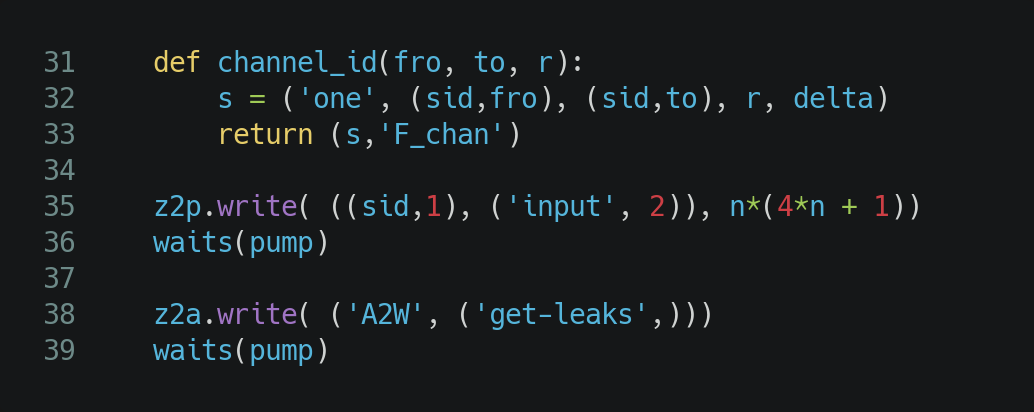 31     def channel_id(fro, to, r):
32         s = ('one', (sid,fro), (sid,to), r, delta)
33         return (s,'F_chan')
34
35     z2p.write( ((sid,1), ('input', 2)), n*(4*n + 1))
36     waits(pump)
37
38     z2a.write( ('A2W', ('get-leaks',)))
39     waits(pump)